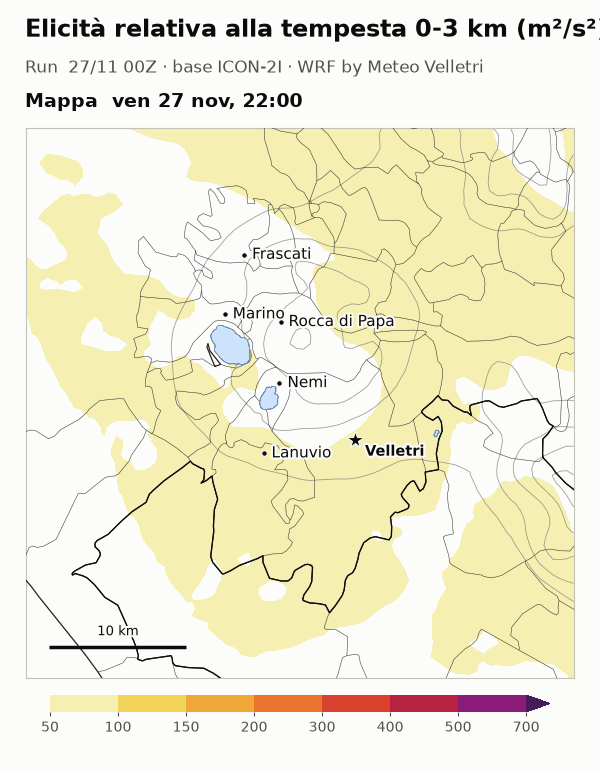 Elicità relativa alla tempesta 0-3 km (m²/s²)
Run 27/11 00Z · base ICON-2I · WRF by Meteo Velletri
Mappa ven 27 nov, 22:00
Frascati
Marino
Rocca di Papa
Nemi
Lanuvio
Velletri
10 km
50 100 150 200 300 400 500 700